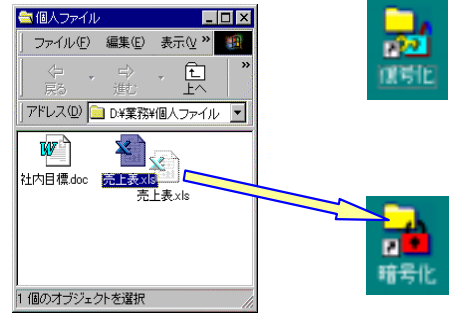 個人ファイル
ファイル(F) 編集(E) 表示(V »
戻る 進む 上へ »
アドレス(D) D:¥業務¥個人ファイル
社内目標.doc 売上表.xls
売上表.xls
1 個のオブジェクトを選択
信号化
暗号化